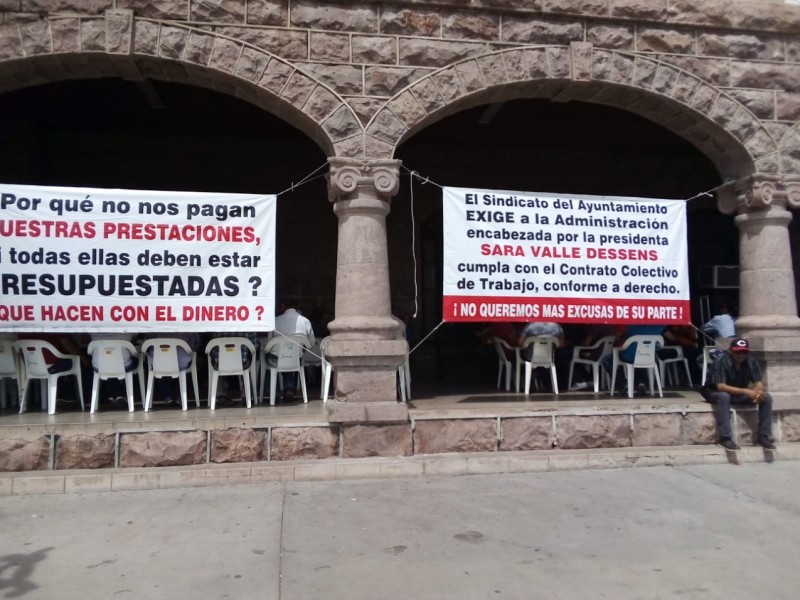 Por qué no nos pagan
UESTRAS PRESTACIONES,
i todas ellas deben estar
RESUPUESTADAS ?
QUE HACEN CON EL DINERO ?
El Sindicato del Ayuntamiento
EXIGE a la Administración
encabezada por la presidenta
SARA VALLE DESSENS
cumpla con el Contrato Colectivo
de Trabajo, conforme a derecho.
¡ NO QUEREMOS MAS EXCUSAS DE SU PARTE !